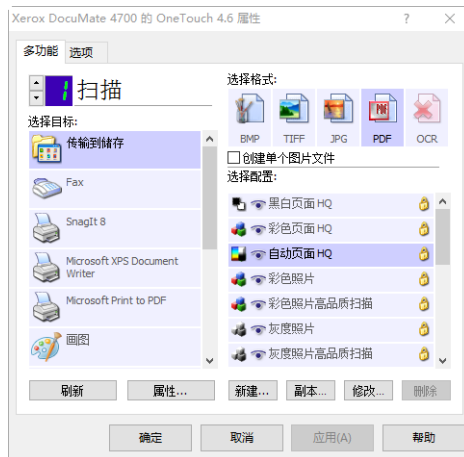 Xerox DocuMate 4700 的 OneTouch 4.6 属性
多功能 选项
1 扫描
选择目标:
传输到储存
Fax
SnagIt 8
Microsoft XPS Document
Writer
Microsoft Print to PDF
画图
刷新 属性...
选择格式:
BMP TIFF JPG PDF OCR
创建单个图片文件
选择配置:
黑白页面 HQ
彩色页面 HQ
自动页面 HQ
彩色照片
彩色照片高品质扫描
灰度照片
灰度照片高品质扫描
新建... 副本... 修改... 删除
确定 取消 应用(A) 帮助